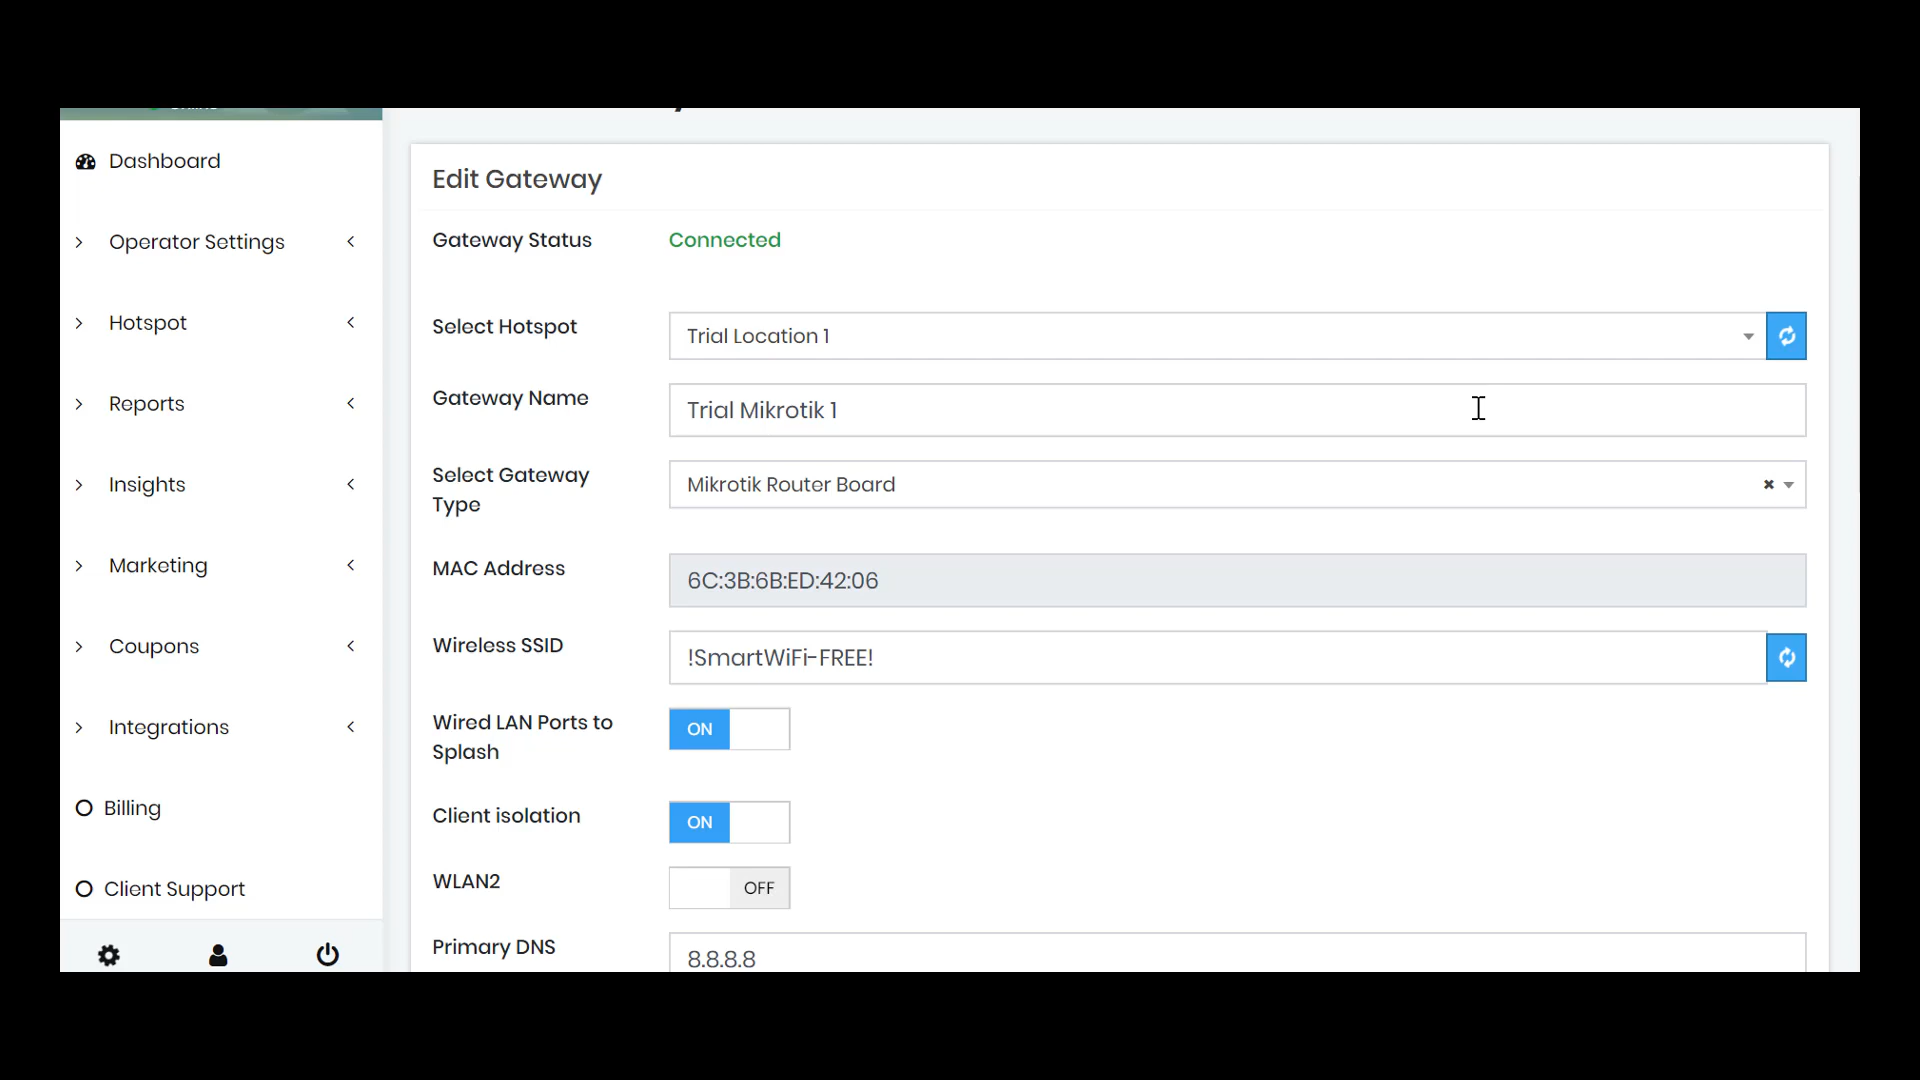 Dashboard
Operator Settings
Hotspot
Reports
Insights
Marketing
Coupons
Integrations
Billing
Client Support
Edit Gateway
Gateway Status
Connected
Select Hotspot
Trial Location 1
Gateway Name
Trial Mikrotik 1
Select Gateway
Type
Mikrotik Router Board
MAC Address
6C:3B:6B:ED:42:06
Wireless SSID
!SmartWiFi-FREE!
Wired LAN Ports to
Splash
ON
Client isolation
ON
WLAN2
OFF
Primary DNS
8.8.8.8